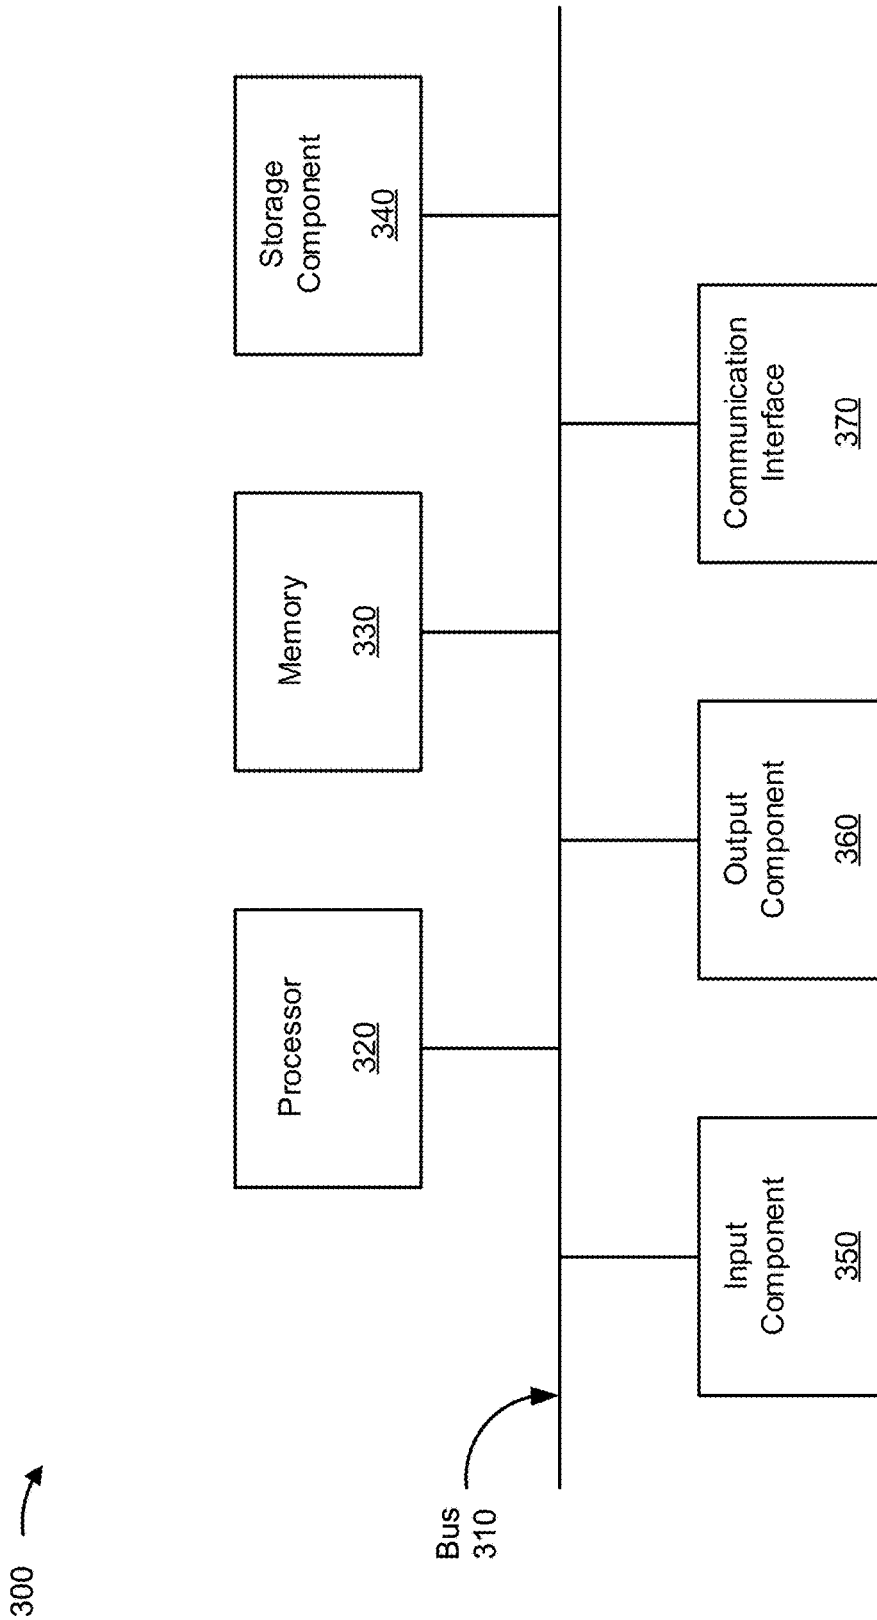 300
Processor
320
Memory
330
Storage
Component
340
Bus
310
Input
Component
350
Output
Component
360
Communication
Interface
370